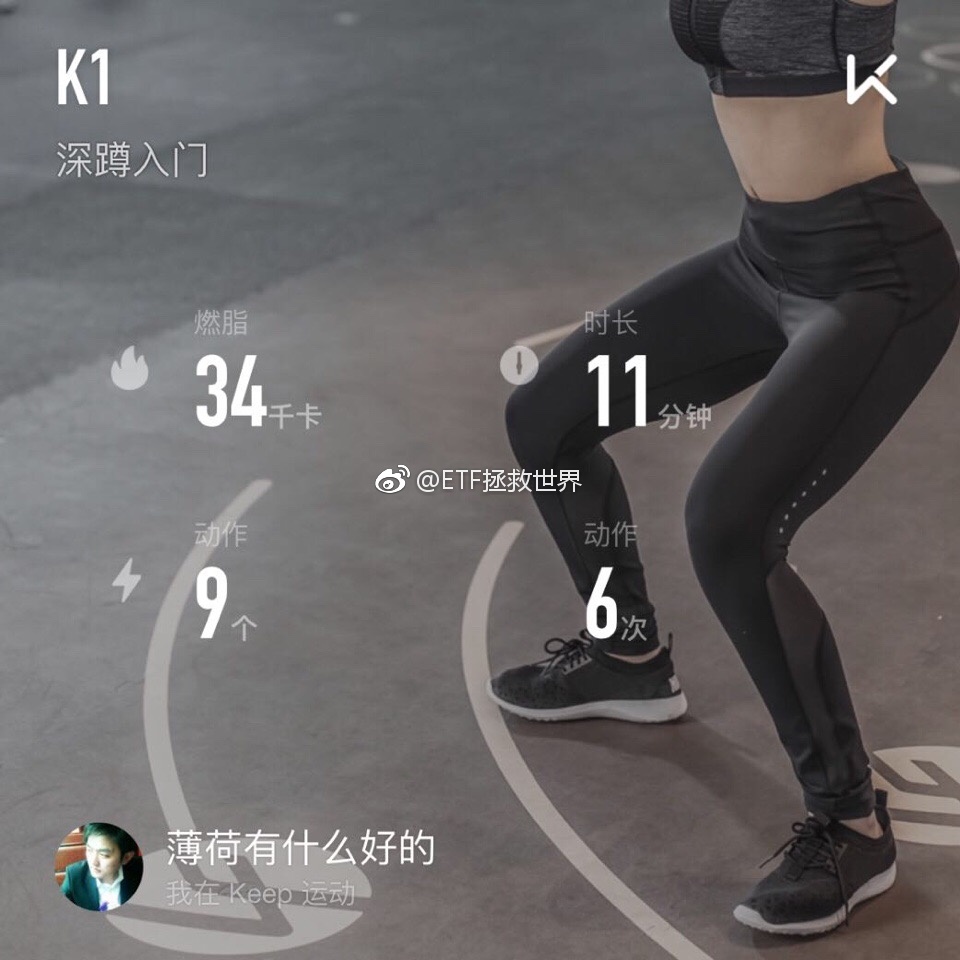 K1
深蹲入门
燃脂
34千卡
时长
11分钟
@ETF拯救世界
动作
9个
动作
6次
薄荷有什么好的
我在 Keep 运动